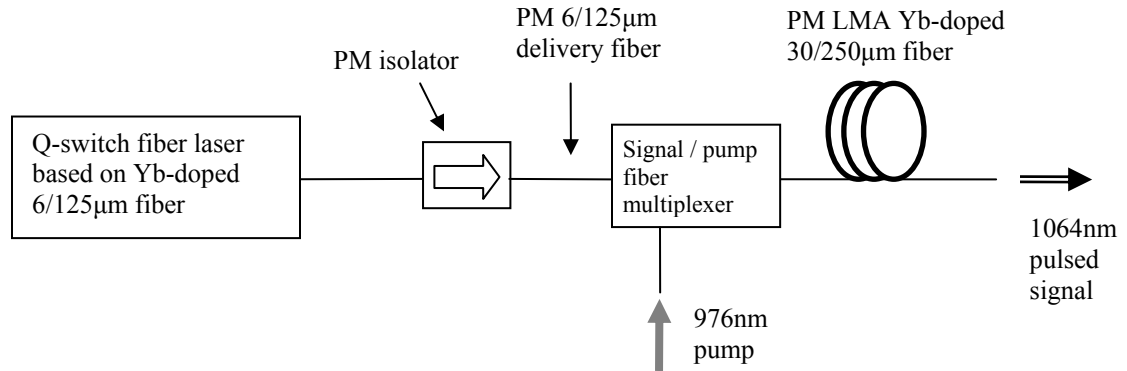 PM 6/125μm
delivery fiber
PM LMA Yb-doped
30/250μm fiber
PM isolator
Q-switch fiber laser
based on Yb-doped
6/125μm fiber
Signal / pump
fiber
multiplexer
1064nm
pulsed
signal
976nm
pump